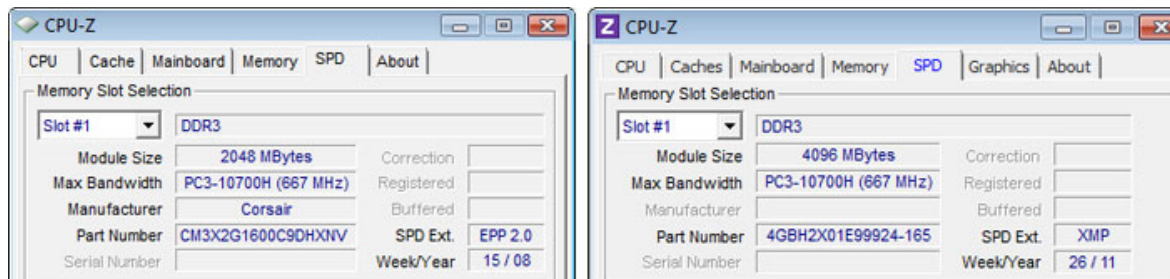 CPU-Z
CPU Cache Mainboard Memory SPD About
Memory Slot Selection
Slot #1 DDR3
Module Size 2048 MBytes Correction
Max Bandwidth PC3-10700H (667 MHz) Registered
Manufacturer Corsair Buffered
Part Number CM3X2G1600C9DHXNV SPD Ext. EPP 2.0
Serial Number Week/Year 15 / 08
Z CPU-Z
CPU Caches Mainboard Memory SPD Graphics About
Memory Slot Selection
Slot #1 DDR3
Module Size 4096 MBytes Correction
Max Bandwidth PC3-10700H (667 MHz) Registered
Manufacturer Buffered
Part Number 4GBH2X01E99924-165 SPD Ext. XMP
Serial Number Week/Year 26 / 11